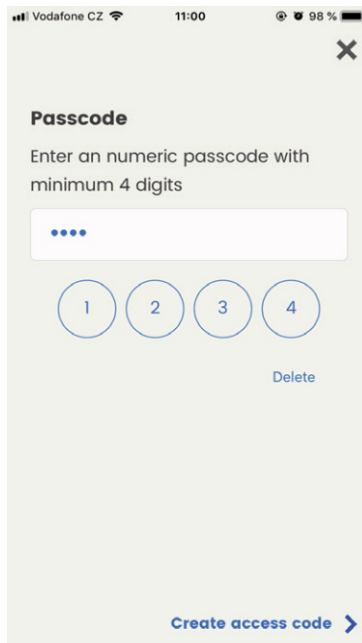 Vodafone CZ 11:00 98 %
Passcode
Enter an numeric passcode with
minimum 4 digits
••••
1 2 3 4
Delete
Create access code